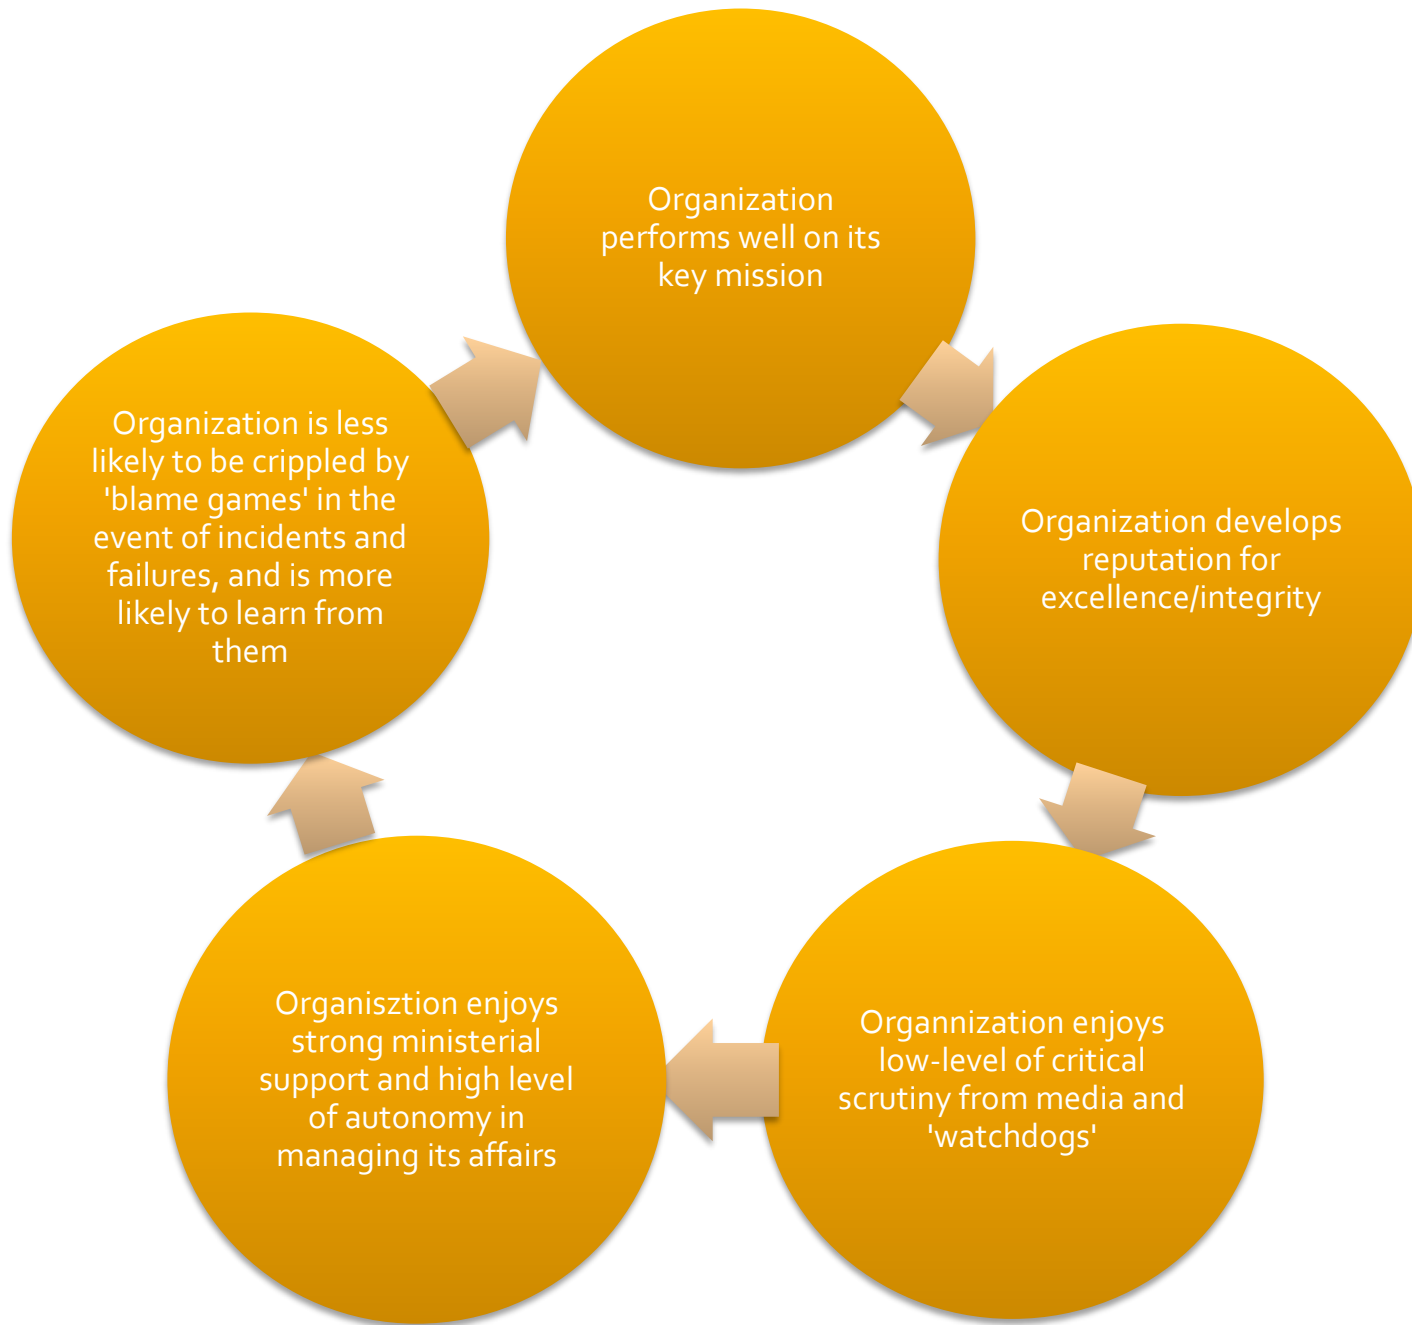 Organization
performs well on its
key mission
Organization develops
reputation for
excellence/integrity
Organnization enjoys
low-level of critical
scrutiny from media and
'watchdogs'
Organisztion enjoys
strong ministerial
support and high level
of autonomy in
managing its affairs
Organization is less
likely to be crippled by
'blame games' in the
event of incidents and
failures, and is more
likely to learn from
them